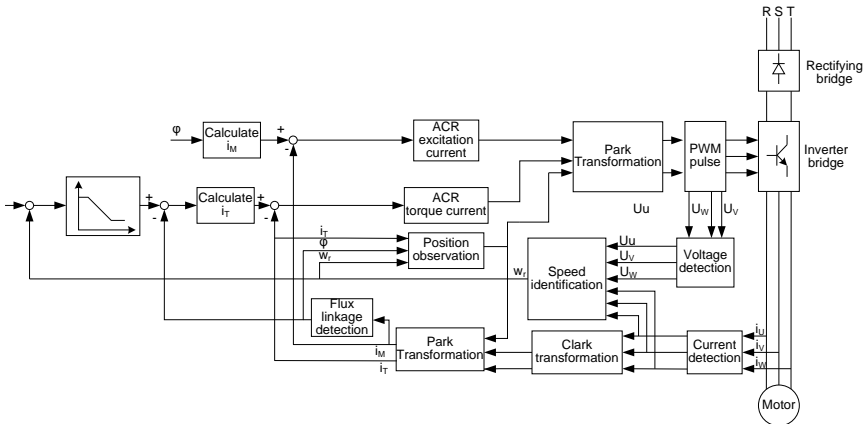 R S T
Rectifying
bridge
φ
Calculate
iM
+
-
ACR
excitation
current
Park
Transformation
PWM
pulse
Inverter
bridge
+
-
Calculate
iT
+
-
ACR
torque current
Uu
UW
UV
iT
φ
wr
Position
observation
wr
Speed
identification
Uu
UV
UW
Voltage
detection
Flux
linkage
detection
iM
iT
Park
Transformation
Clark
transformation
Current
detection
iU
iV
iW
Motor